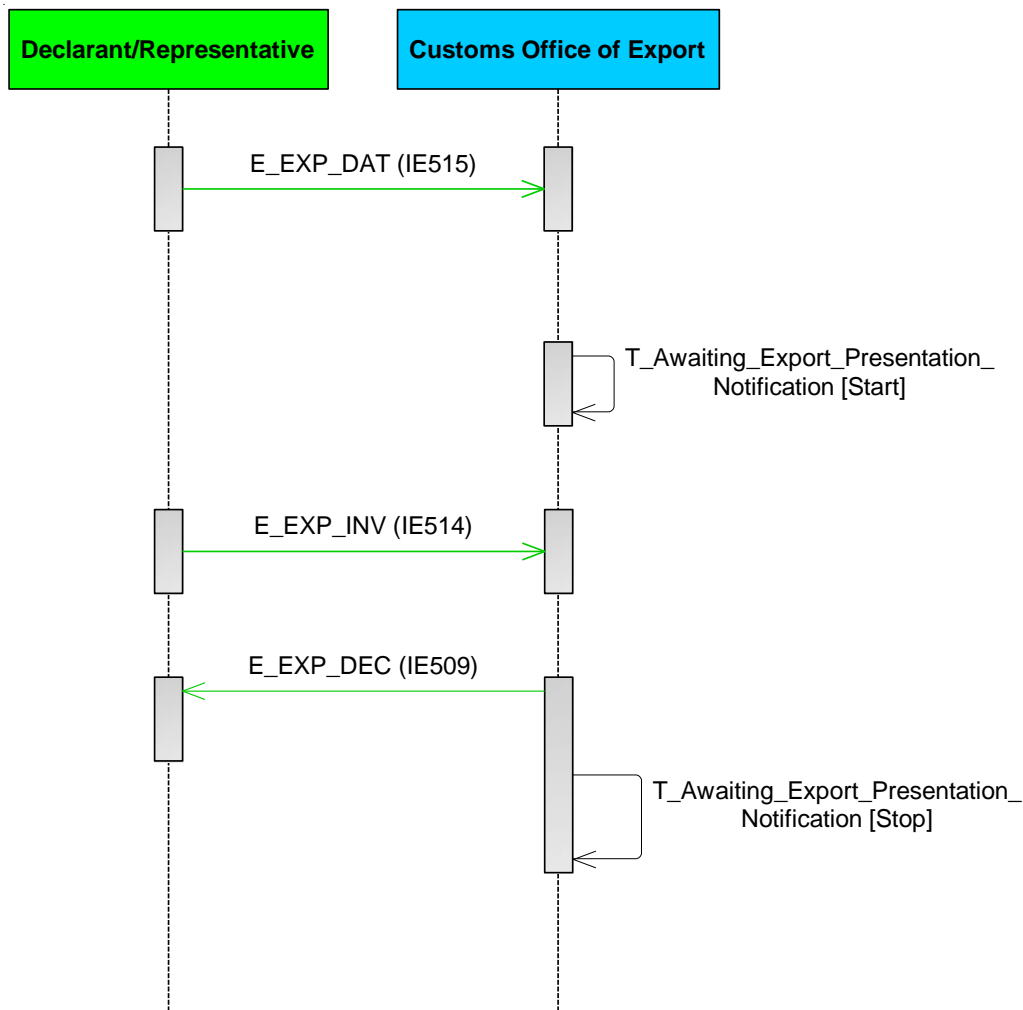 Declarant/Representative
Customs Office of Export
E_EXP_DAT (IE515)
T_Awaiting_Export_Presentation_
Notification [Start]
E_EXP_INV (IE514)
E_EXP_DEC (IE509)
T_Awaiting_Export_Presentation_
Notification [Stop]